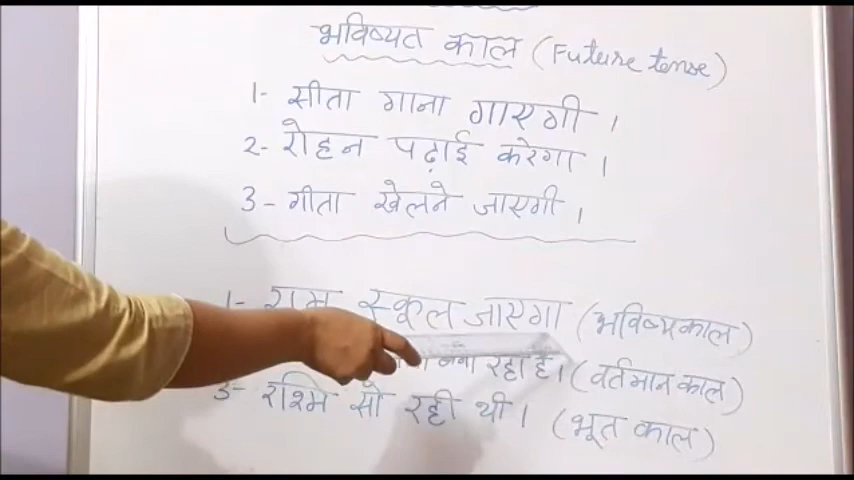 भविष्यत काल (Future tense)
1- सीता गाना गाएगी ।
2- रोहन पढ़ाई करेगा ।
3- गीता खेलने जाएगी ।
1- राम स्कूल जाएगा (भविष्यकाल)
रहा है। (वर्तमान काल)
3- रश्मि सो रही थी। (भूत काल)